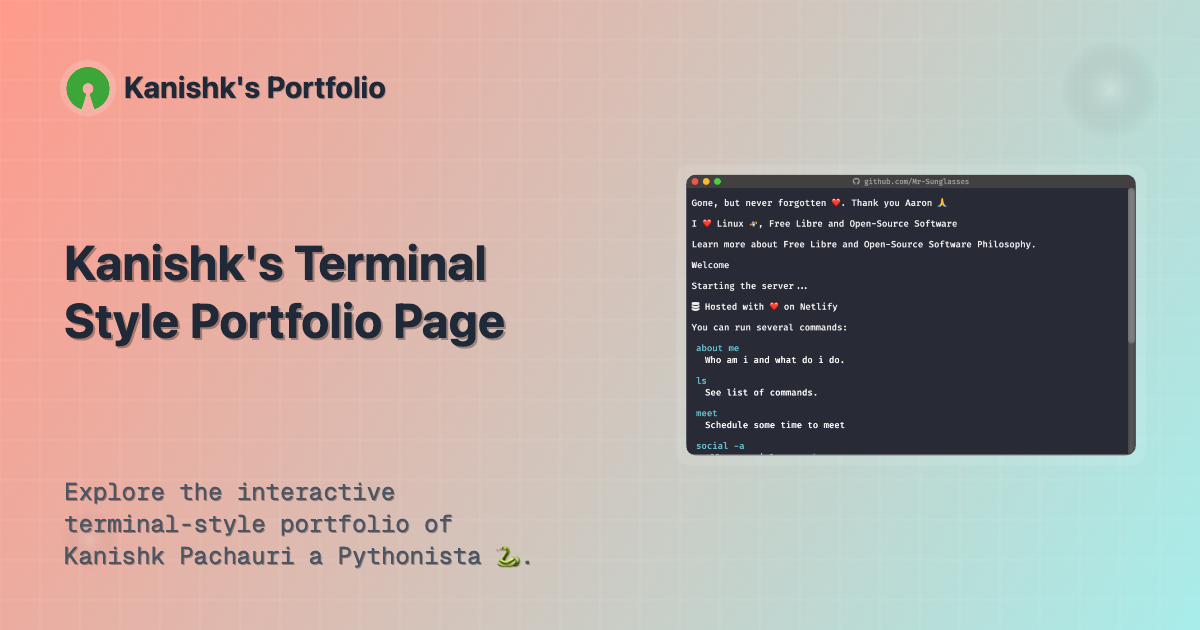 Kanishk's Portfolio
Kanishk's Terminal
Style Portfolio Page
Explore the interactive
terminal-style portfolio of
Kanishk Pachauri a Pythonista 🐍.
github.com/Mr-Sunglasses
Gone, but never forgotten ❤️. Thank you Aaron 🙏
I ❤️ Linux 🐧, Free Libre and Open-Source Software
Learn more about Free Libre and Open-Source Software Philosophy.
Welcome
Starting the server...
Hosted with ❤️ on Netlify
You can run several commands:
about me
Who am i and what do i do.
ls
See list of commands.
meet
Schedule some time to meet
social -a